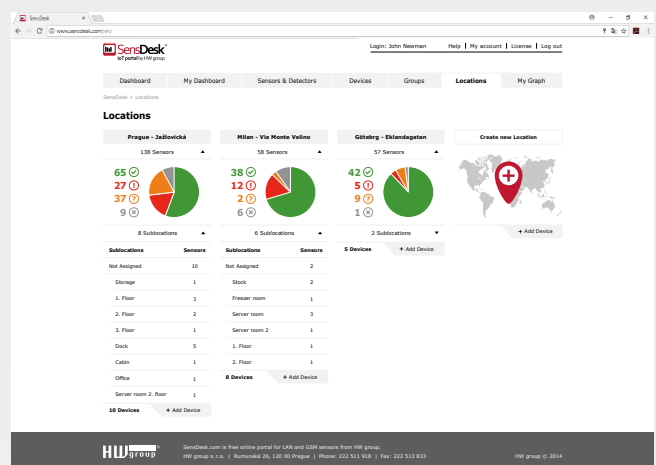 SensDesk
www.sensdesk.com/en/
SensDesk
IoT portal by HW group
Login: John Newman
Help | My account | License | Log out
Dashboard My Dashboard Sensors & Detectors Devices Groups Locations My Graph
SensDesk > Locations
Locations
Prague - Jažlovická
138 Sensors
65
27
37
9
8 Sublocations
Sublocations Sensors
Not Assigned 10
Storage 1
1. Floor 3
2. Floor 2
3. Floor 1
Dock 5
Cabin 1
Office 1
Server room 2. floor 1
10 Devices + Add Device
Milan - Via Monte Velino
58 Sensors
38
12
2
6
6 Sublocations
Sublocations Sensors
Not Assigned 2
Stock 2
Freezer room 1
Server room 3
Server room 2 1
1. Floor 1
2. Floor 1
8 Devices + Add Device
Götebrg - Eklandagatan
57 Sensors
42
5
9
1
2 Sublocations
5 Devices + Add Device
Create new Location
+ Add Device
HW group
SensDesk.com is free online portal for LAN and GSM sensors from HW group.
HW group s.r.o. | Rumunská 26, 120 00 Prague | Phone: 222 511 918 | Fax: 222 513 833
HW group © 2014